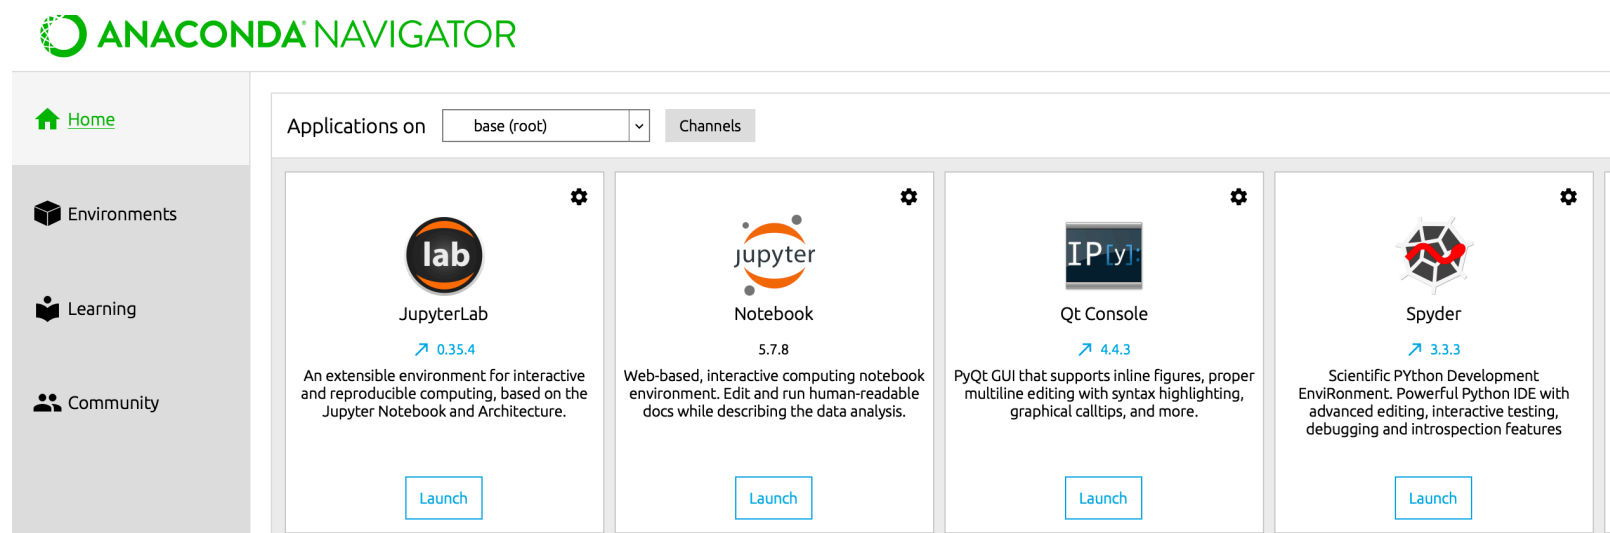 ANACONDA NAVIGATOR
Home
Applications on base (root) Channels
Environments
Learning
Community
lab
JupyterLab
0.35.4
An extensible environment for interactive
and reproducible computing, based on the
Jupyter Notebook and Architecture.
Launch
jupyter
Notebook
5.7.8
Web-based, interactive computing notebook
environment. Edit and run human-readable
docs while describing the data analysis.
Launch
IP[y]:
Qt Console
4.4.3
PyQt GUI that supports inline figures, proper
multiline editing with syntax highlighting,
graphical calltips, and more.
Launch
Spyder
3.3.3
Scientific PYthon Development
EnviRonment. Powerful Python IDE with
advanced editing, interactive testing,
debugging and introspection features
Launch